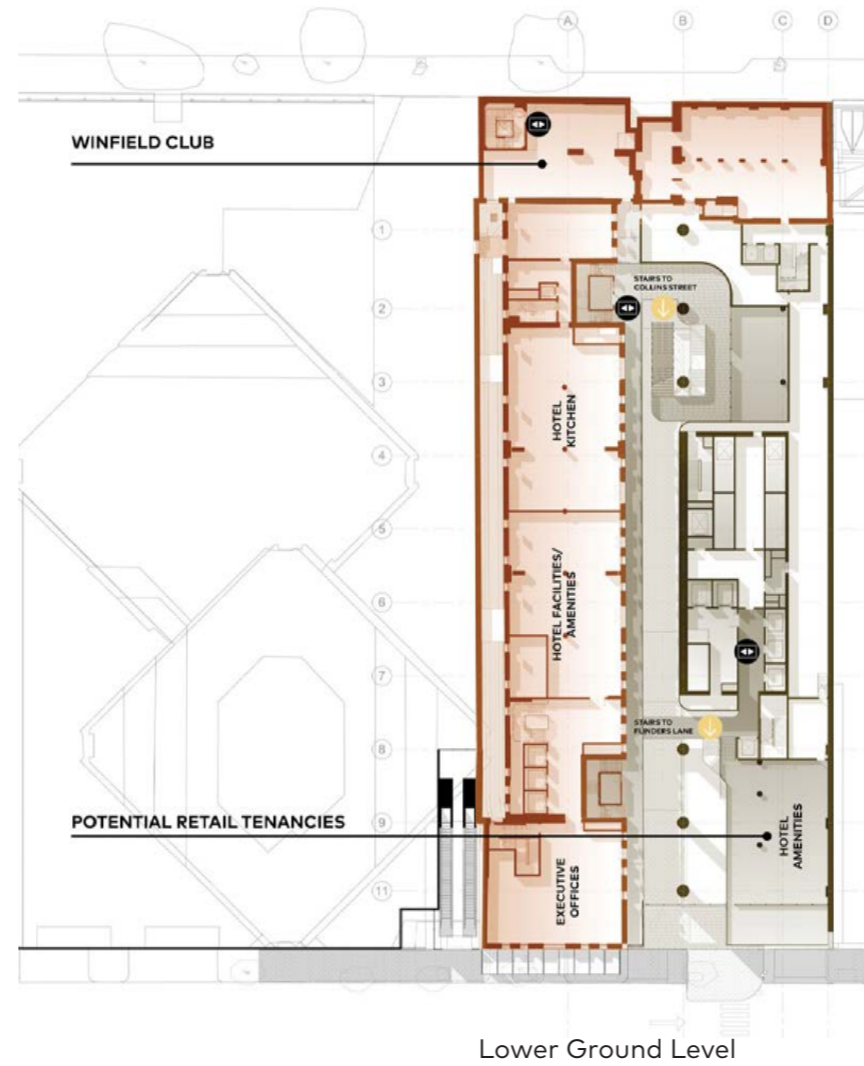 A B C D
WINFIELD CLUB
1
STAIRS TO
COLLINS STREET
2
3
HOTEL
KITCHEN
4
5
HOTEL FACILITIES/
AMENITIES
6
7
STAIRS TO
FLINDERS LANE
8
POTENTIAL RETAIL TENANCIES
9
HOTEL
AMENITIES
EXECUTIVE
OFFICES
11
Lower Ground Level